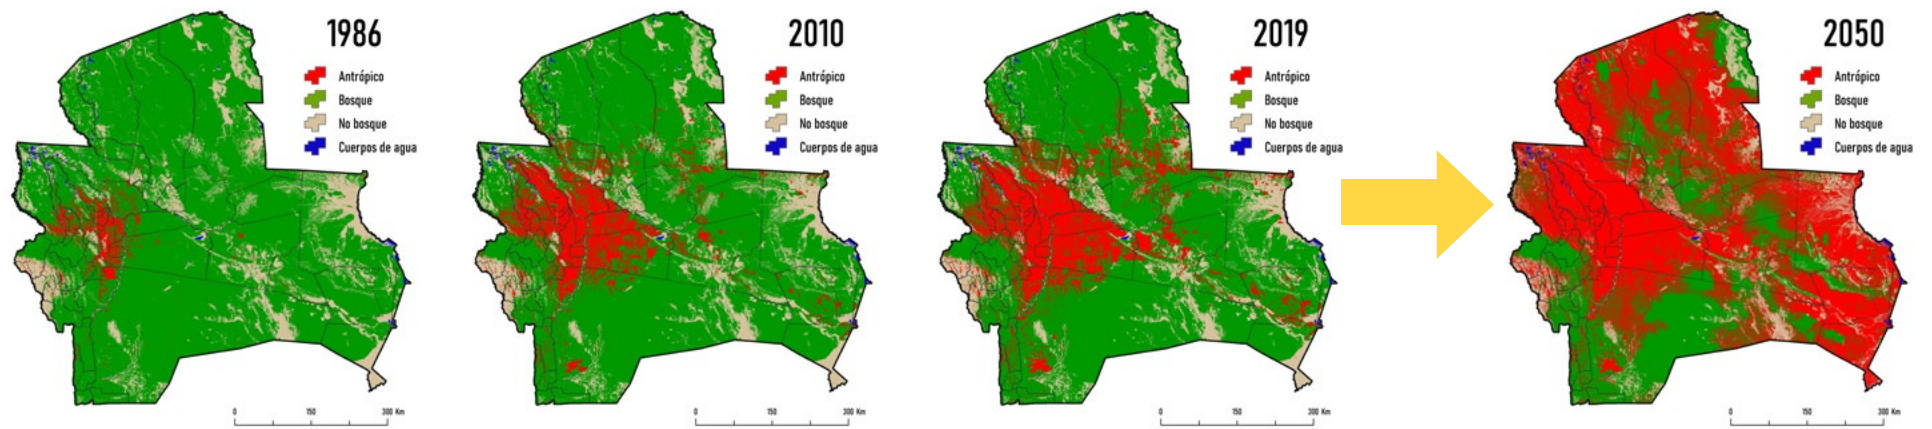 1986
Antrópico
Bosque
No bosque
Cuerpos de agua
0 150 300 Km
2010
Antrópico
Bosque
No bosque
Cuerpos de agua
0 150 300 Km
2019
Antrópico
Bosque
No bosque
Cuerpos de agua
0 150 300 Km
2050
Antrópico
Bosque
No bosque
Cuerpos de agua
0 150 300 Km